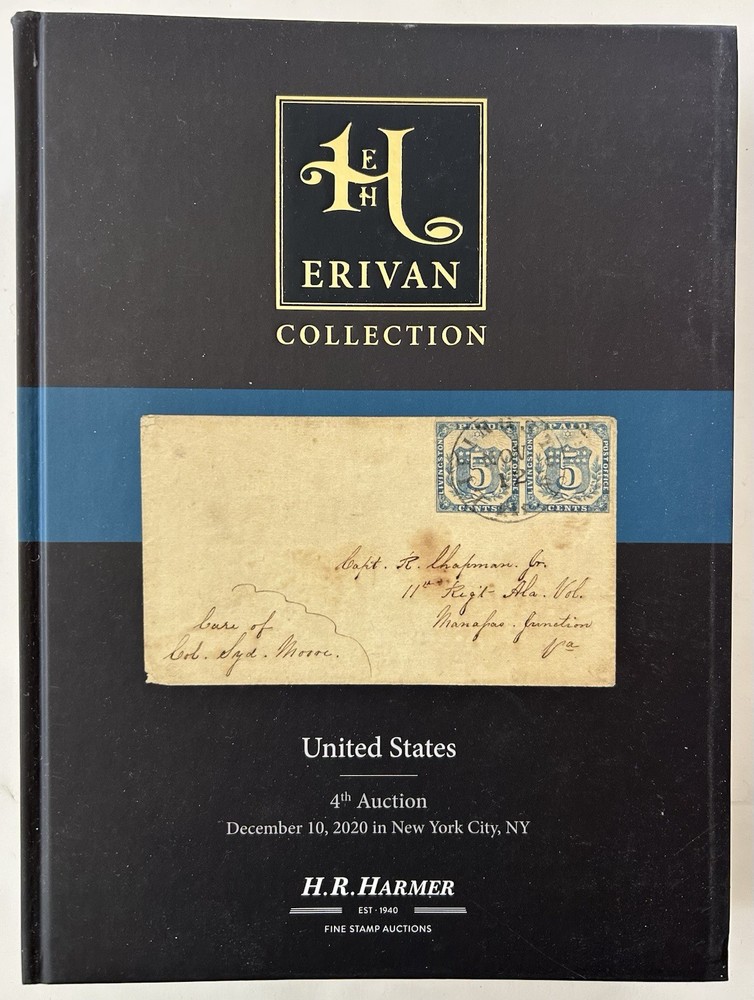 E
H
H
ERIVAN
COLLECTION
PAID PAID
LIVINGSTON POST OFFICE LIVINGSTON POST OFFICE
5 5
CENTS CENTS
Capt. R. Chapman. Jr.
11th Regt Ala. Vol.
Manasas. Junction
Va
Care of
Col. Syd. Moore.
United States
4th Auction
December 10, 2020 in New York City, NY
H.R. HARMER
EST · 1940
FINE STAMP AUCTIONS